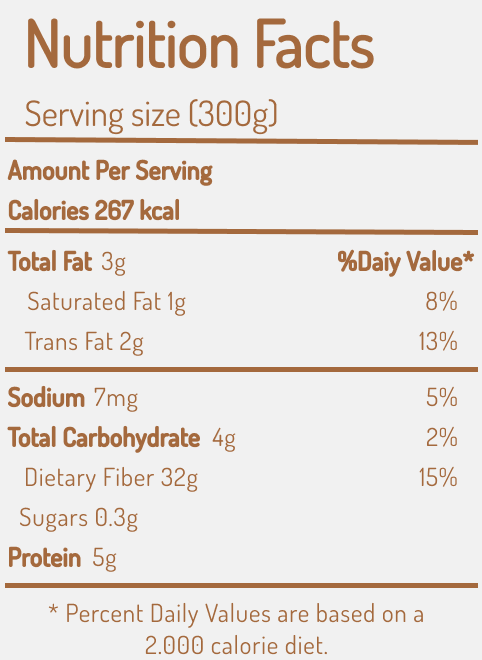 Nutrition Facts
Serving size (300g)
Amount Per Serving
Calories 267 kcal
Total Fat 3g %Daiy Value*
Saturated Fat 1g 8%
Trans Fat 2g 13%
Sodium 7mg 5%
Total Carbohydrate 4g 2%
Dietary Fiber 32g 15%
Sugars 0.3g
Protein 5g
* Percent Daily Values are based on a
2.000 calorie diet.